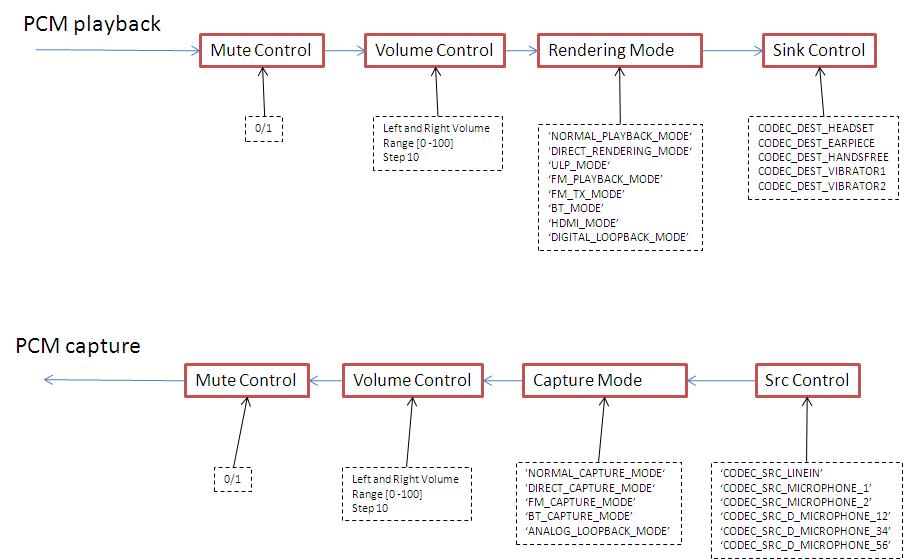 PCM playback
Mute Control
Volume Control
Rendering Mode
Sink Control
0/1
Left and Right Volume
Range [0 -100]
Step 10
'NORMAL_PLAYBACK_MODE'
'DIRECT_RENDERING_MODE'
'ULP_MODE'
'FM_PLAYBACK_MODE'
'FM_TX_MODE'
'BT_MODE'
'HDMI_MODE'
'DIGITAL_LOOPBACK_MODE'
CODEC_DEST_HEADSET
CODEC_DEST_EARPIECE
CODEC_DEST_HANDSFREE
CODEC_DEST_VIBRATOR1
CODEC_DEST_VIBRATOR2
PCM capture
Mute Control
Volume Control
Capture Mode
Src Control
0/1
Left and Right Volume
Range [0 -100]
Step 10
'NORMAL_CAPTURE_MODE'
'DIRECT_CAPTURE_MODE'
'FM_CAPTURE_MODE'
'BT_CAPTURE_MODE'
'ANALOG_LOOPBACK_MODE'
'CODEC_SRC_LINEIN'
'CODEC_SRC_MICROPHONE_1'
'CODEC_SRC_MICROPHONE_2'
'CODEC_SRC_D_MICROPHONE_12'
'CODEC_SRC_D_MICROPHONE_34'
'CODEC_SRC_D_MICROPHONE_56'